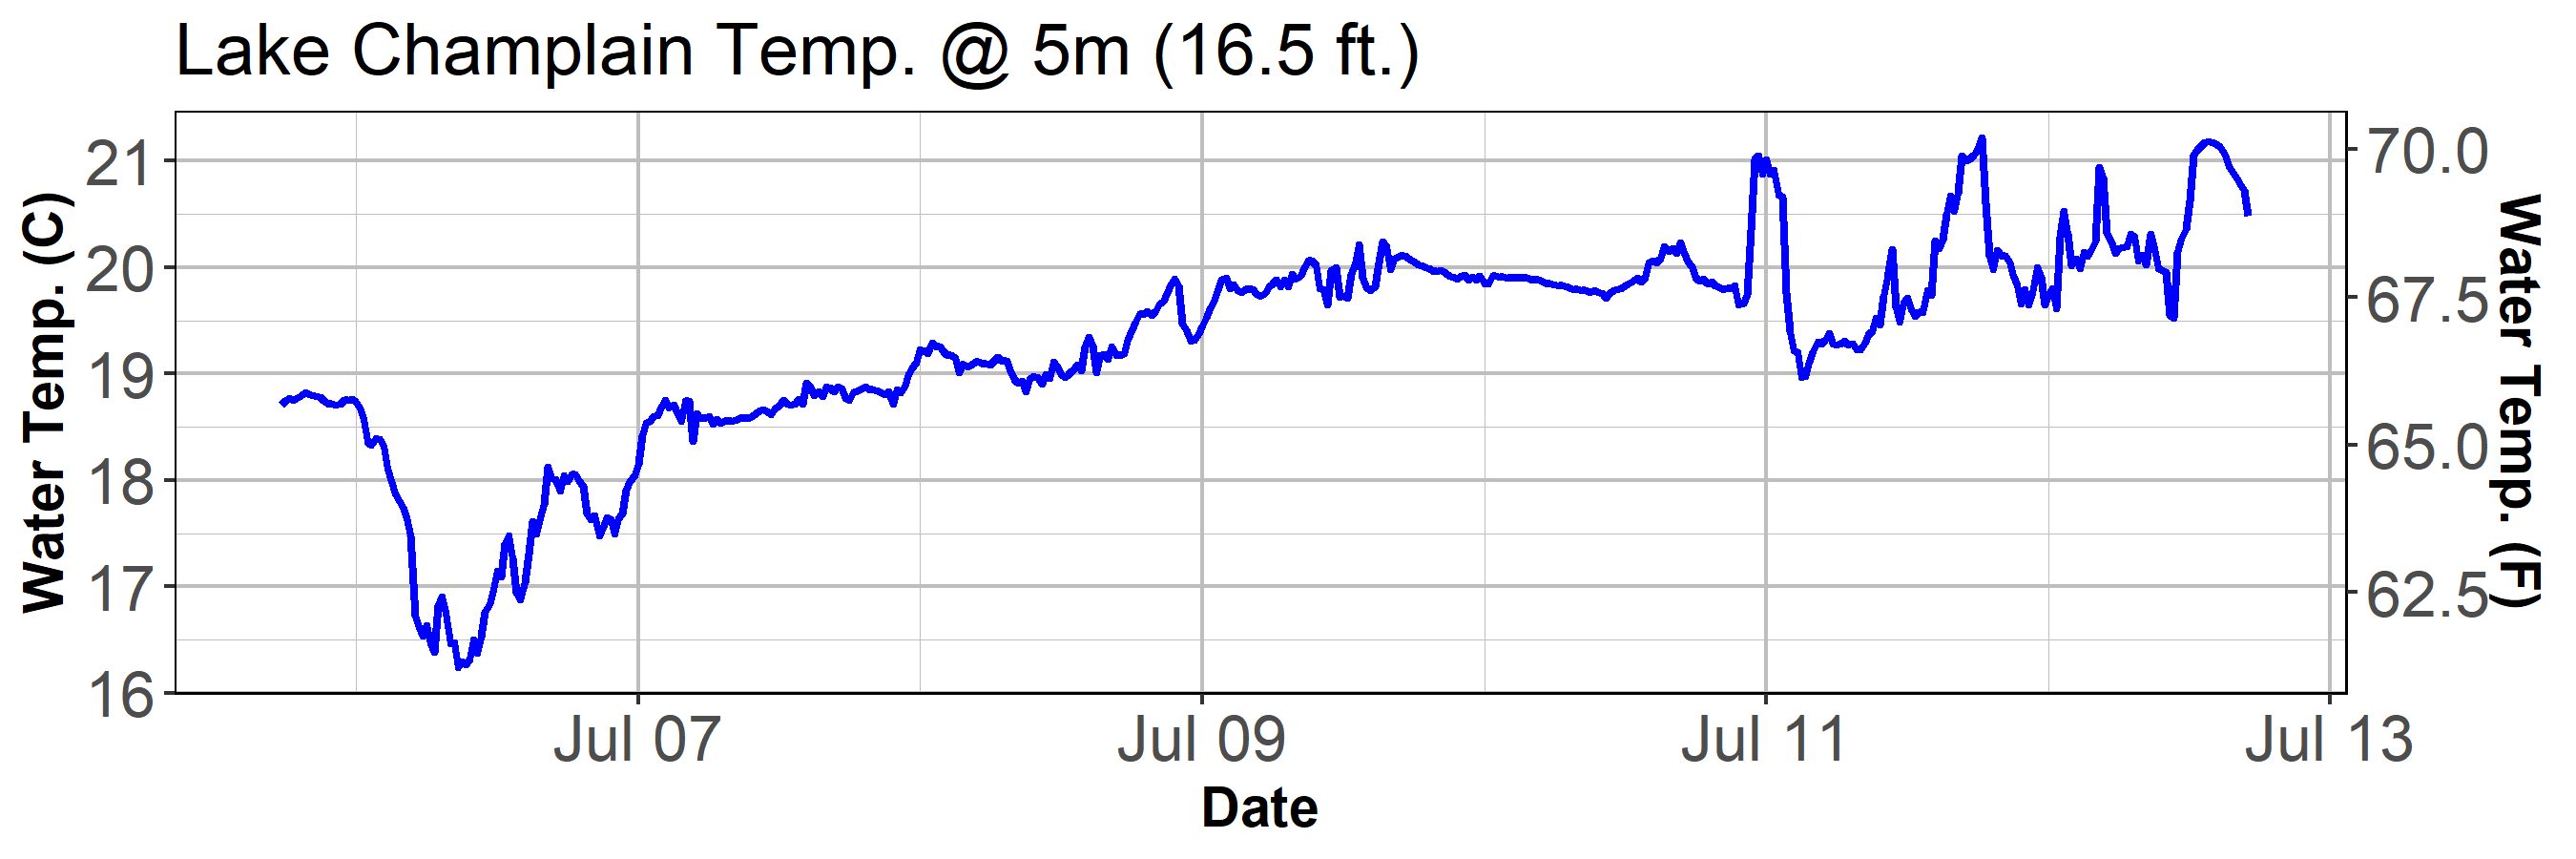 Lake Champlain Temp. @ 5m (16.5 ft.)
Water Temp. (C)
21
20
19
18
17
16
70.0
67.5
65.0
62.5
Water Temp. (F)
Jul 07 Jul 09 Jul 11 Jul 13
Date